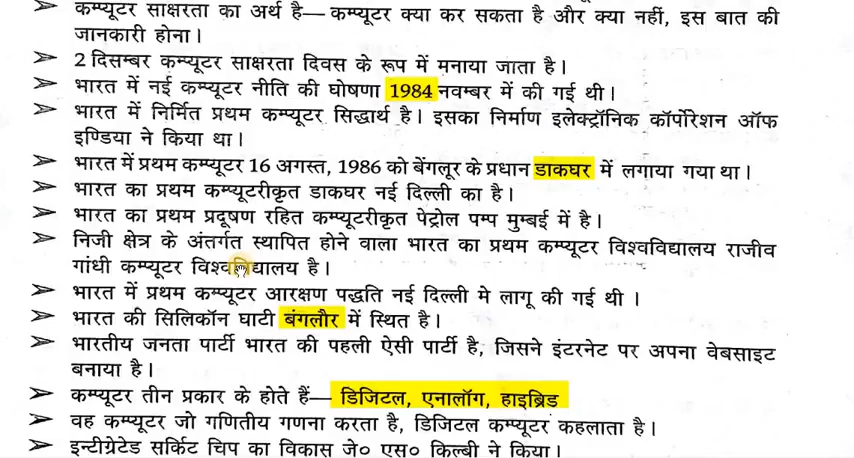 ➢ कम्प्यूटर साक्षरता का अर्थ है— कम्प्यूटर क्या कर सकता है और क्या नहीं, इस बात की
जानकारी होना।
➢ 2 दिसम्बर कम्प्यूटर साक्षरता दिवस के रूप में मनाया जाता है।
➢ भारत में नई कम्प्यूटर नीति की घोषणा 1984 नवम्बर में की गई थी।
➢ भारत में निर्मित प्रथम कम्प्यूटर सिद्धार्थ है। इसका निर्माण इलेक्ट्रॉनिक कॉर्पोरेशन ऑफ
इण्डिया ने किया था।
➢ भारत में प्रथम कम्प्यूटर 16 अगस्त, 1986 को बेंगलूर के प्रधान डाकघर में लगाया गया था।
➢ भारत का प्रथम कम्प्यूटरीकृत डाकघर नई दिल्ली का है।
➢ भारत का प्रथम प्रदूषण रहित कम्प्यूटरीकृत पेट्रोल पम्प मुम्बई में है।
➢ निजी क्षेत्र के अंतर्गत स्थापित होने वाला भारत का प्रथम कम्प्यूटर विश्वविद्यालय राजीव
गांधी कम्प्यूटर विश्वविद्यालय है।
➢ भारत में प्रथम कम्प्यूटर आरक्षण पद्धति नई दिल्ली मे लागू की गई थी ।
➢ भारत की सिलिकॉन घाटी बंगलौर में स्थित है।
➢ भारतीय जनता पार्टी भारत की पहली ऐसी पार्टी है, जिसने इंटरनेट पर अपना वेबसाइट
बनाया है।
➢ कम्प्यूटर तीन प्रकार के होते हैं— डिजिटल, एनालॉग, हाइब्रिड
➢ वह कम्प्यूटर जो गणितीय गणना करता है, डिजिटल कम्प्यूटर कहलाता है।
➢ इन्टीग्रेटेड सर्किट चिप का विकास जे० एस० किल्बी ने किया।